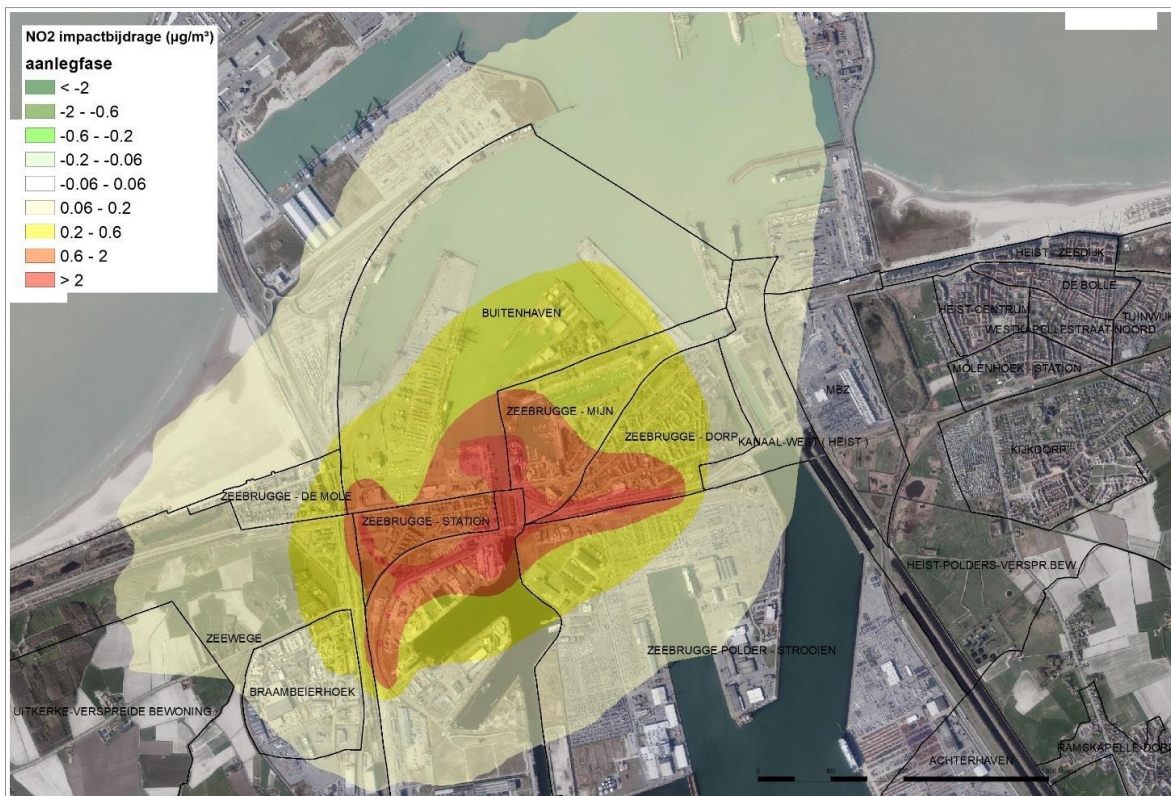 NO2 impactbijdrage (µg/m³)
aanlegfase
< -2
-2 - -0.6
-0.6 - -0.2
-0.2 - -0.06
-0.06 - 0.06
0.06 - 0.2
0.2 - 0.6
0.6 - 2
> 2
HEIST - ZEEDIJK
DE BOLLE
BUITENHAVEN
HEIST-CENTRUM
TUINWIJK
WESTKAPELLESTRAAT-NOORD
MOLENHOEK - STATION
MBZ
ZEEBRUGGE - MIJN
ZEEBRUGGE - DORP
KANAAL-WEST ( HEIST )
KIJKDORP
ZEEBRUGGE - DE MOLE
ZEEBRUGGE - STATION
HEIST-POLDERS-VERSPR.BEW.
ZEEWEGE
ZEEBRUGGE-POLDER - STROOIEN
BRAAMBEIERHOEK
UITKERKE-VERSPREIDE BEWONING
RAMSKAPELLE-DORP
ACHTERHAVEN
0